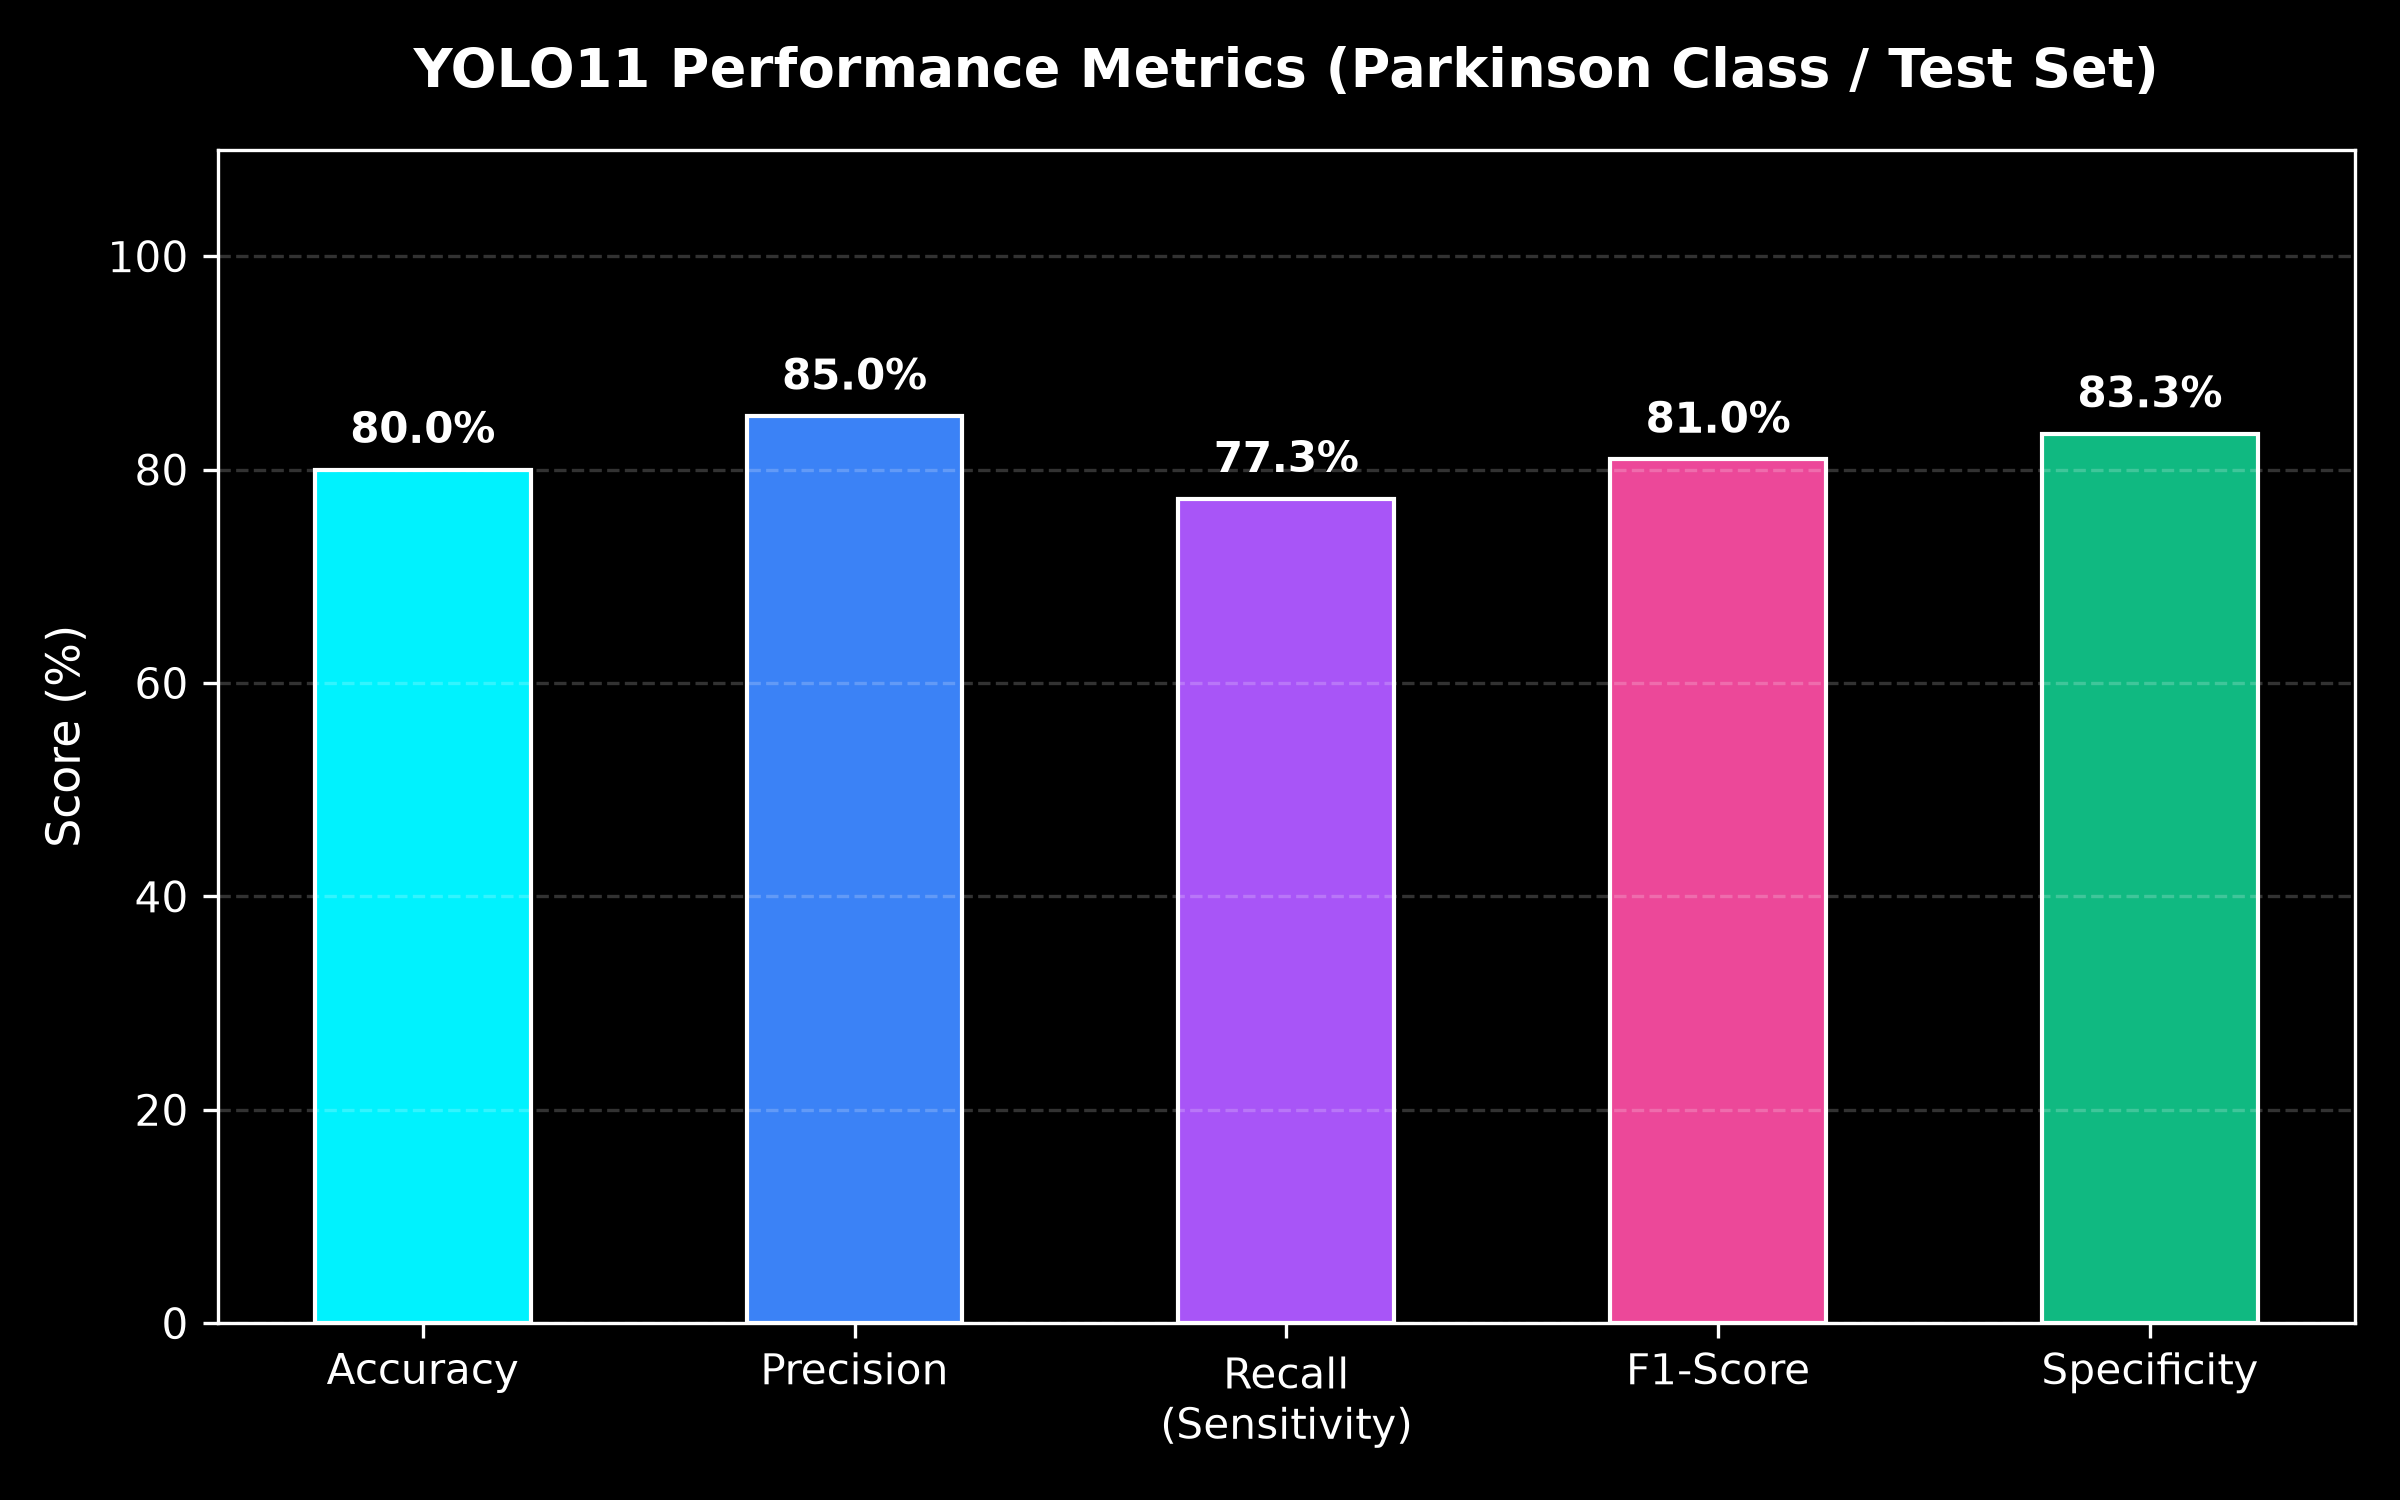 YOLO11 Performance Metrics (Parkinson Class / Test Set)
Score (%)
100
80
60
40
20
0
80.0%
85.0%
77.3%
81.0%
83.3%
Accuracy
Precision
Recall
(Sensitivity)
F1-Score
Specificity